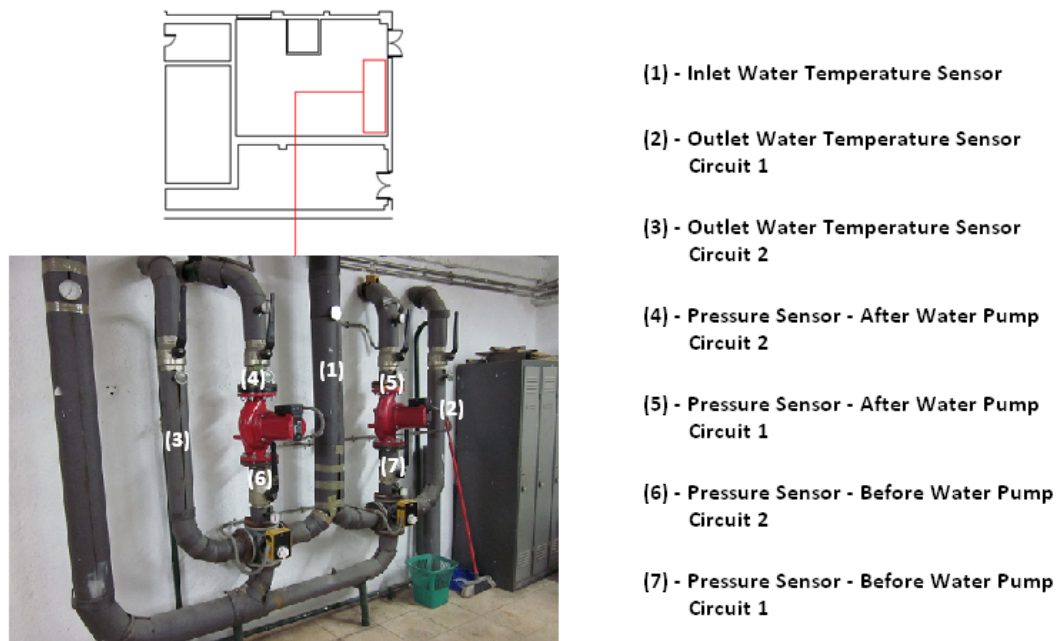 (1) - Inlet Water Temperature Sensor
(2) - Outlet Water Temperature Sensor
Circuit 1
(3) - Outlet Water Temperature Sensor
Circuit 2
(4) - Pressure Sensor - After Water Pump
Circuit 2
(5) - Pressure Sensor - After Water Pump
Circuit 1
(6) - Pressure Sensor - Before Water Pump
Circuit 2
(7) - Pressure Sensor - Before Water Pump
Circuit 1
(1)
(4)
(5)
(2)
(3)
(7)
(6)